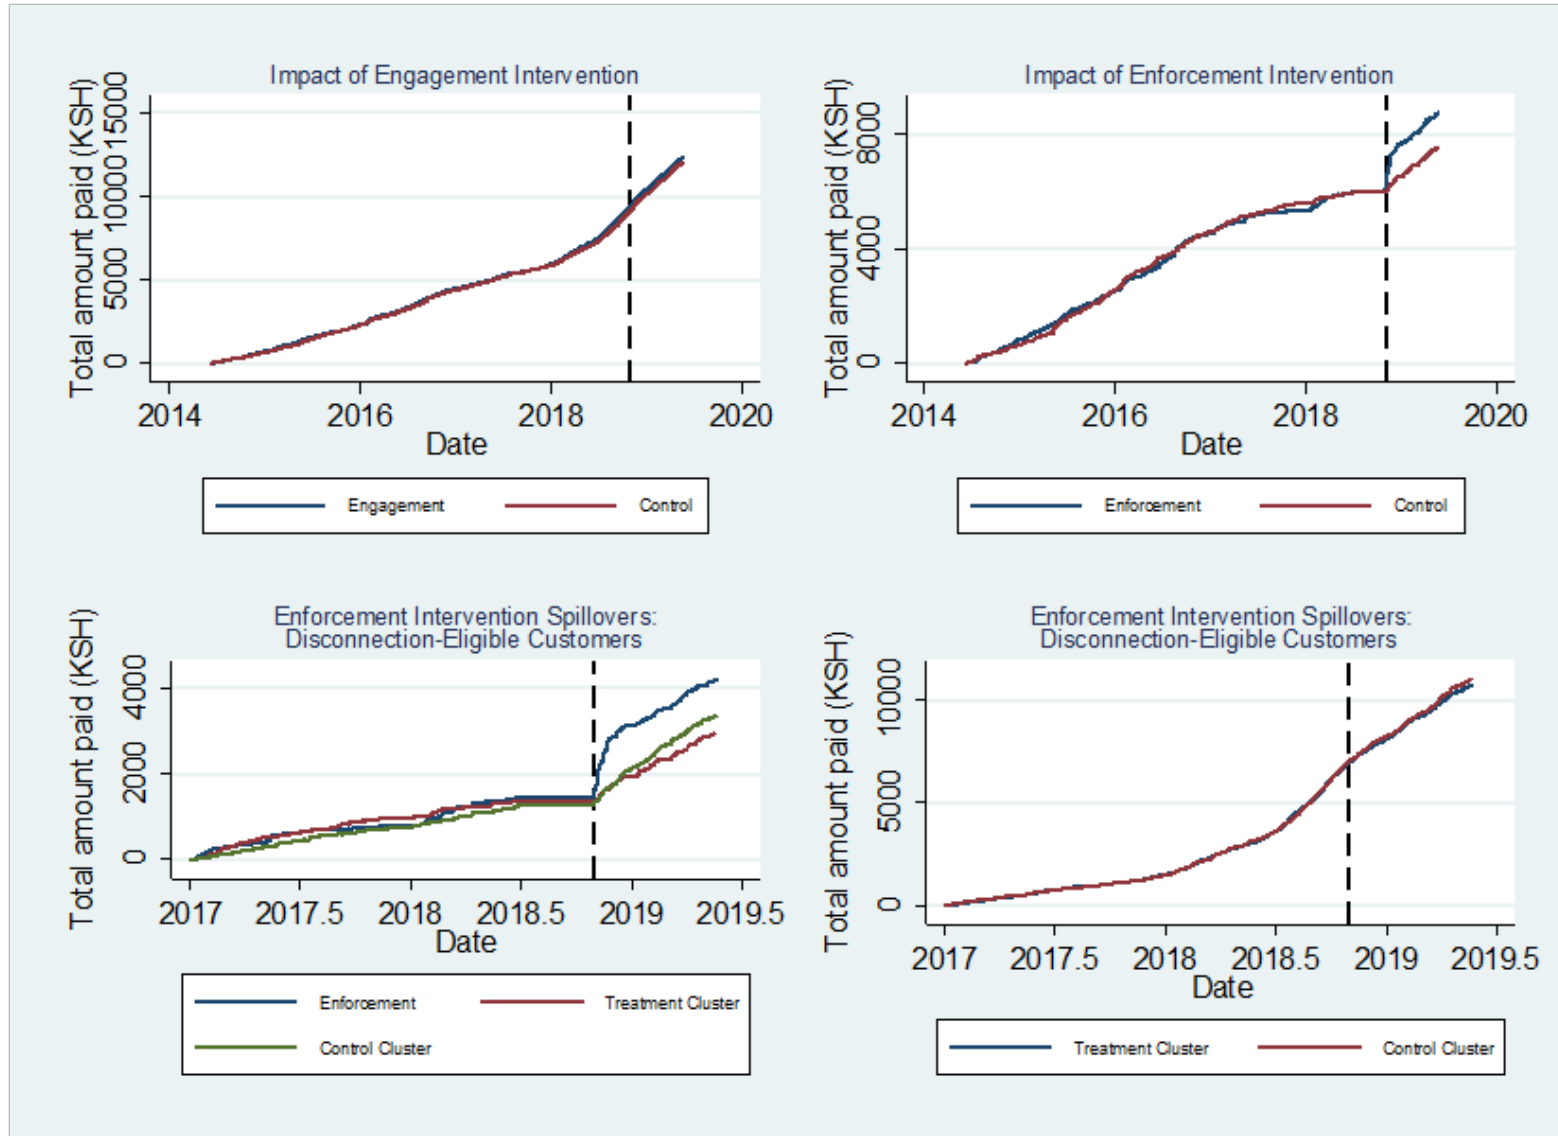 Impact of Engagement Intervention
Total amount paid (KSH)
15000
10000
5000
0
2014 2016 2018 2020
Date
Engagement Control
Impact of Enforcement Intervention
Total amount paid (KSH)
8000
4000
0
2014 2016 2018 2020
Date
Enforcement Control
Enforcement Intervention Spillovers:
Disconnection-Eligible Customers
Total amount paid (KSH)
4000
2000
0
2017 2017.5 2018 2018.5 2019 2019.5
Date
Enforcement Treatment Cluster
Control Cluster
Enforcement Intervention Spillovers:
Disconnection-Eligible Customers
Total amount paid (KSH)
10000
5000
0
2017 2017.5 2018 2018.5 2019 2019.5
Date
Treatment Cluster Control Cluster